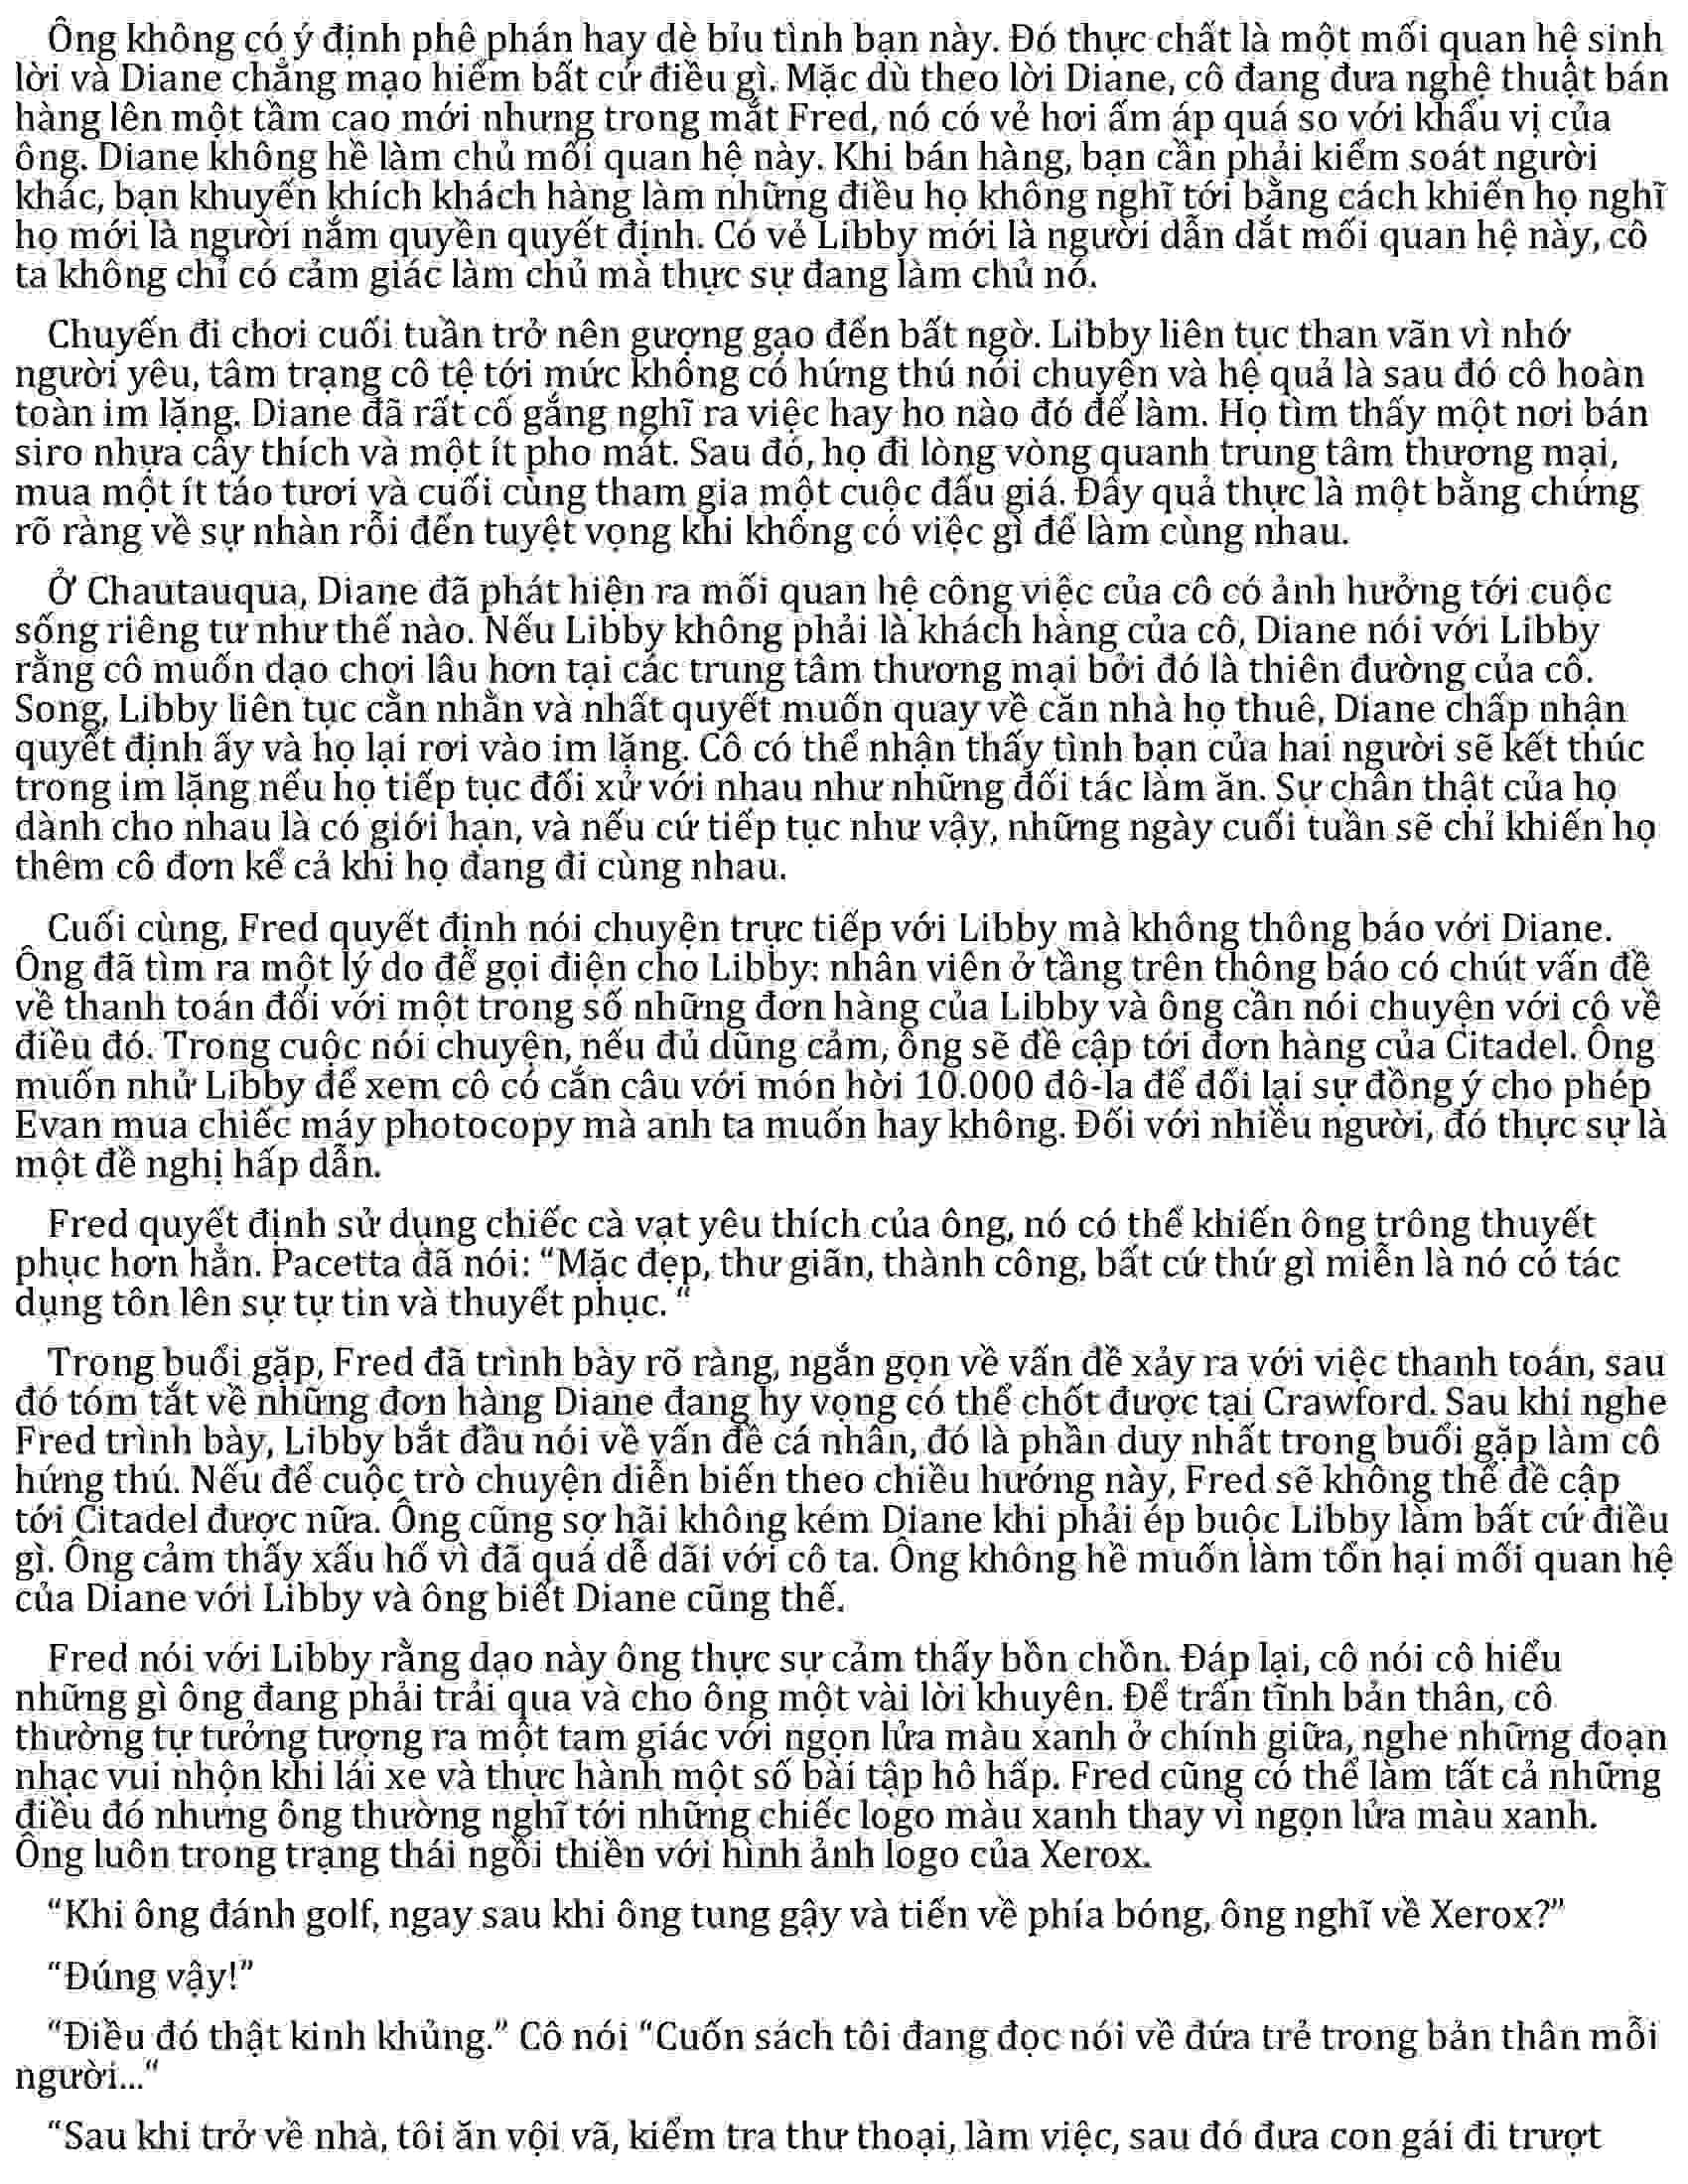 Ông không có ý định phê phán hay dè bỉu tình bạn này. Đó thực chất là một mối quan hệ sinh
lời và Diane chẳng mạo hiểm bất cứ điều gì. Mặc dù theo lời Diane, cô đang đưa nghệ thuật bán
hàng lên một tầm cao mới nhưng trong mắt Fred, nó có vẻ hơi ấm áp quá so với khẩu vị của
ông. Diane không hề làm chủ mối quan hệ này. Khi bán hàng, bạn cần phải kiểm soát người
khác, bạn khuyến khích khách hàng làm những điều họ không nghĩ tới bằng cách khiến họ nghĩ
họ mới là người nắm quyền quyết định. Có vẻ Libby mới là người dẫn dắt mối quan hệ này, cô
ta không chỉ có cảm giác làm chủ mà thực sự đang làm chủ nó.
Chuyến đi chơi cuối tuần trở nên gượng gạo đến bất ngờ. Libby liên tục than vãn vì nhớ
người yêu, tâm trạng cô tệ tới mức không có hứng thú nói chuyện và hệ quả là sau đó cô hoàn
toàn im lặng. Diane đã rất cố gắng nghĩ ra việc hay ho nào đó để làm. Họ tìm thấy một nơi bán
siro nhựa cây thích và một ít pho mát. Sau đó, họ đi lòng vòng quanh trung tâm thương mại,
mua một ít táo tươi và cuối cùng tham gia một cuộc đấu giá. Đây quả thực là một bằng chứng
rõ ràng về sự nhàn rỗi đến tuyệt vọng khi không có việc gì để làm cùng nhau.
Ở Chautauqua, Diane đã phát hiện ra mối quan hệ công việc của cô có ảnh hưởng tới cuộc
sống riêng tư như thế nào. Nếu Libby không phải là khách hàng của cô, Diane nói với Libby
rằng cô muốn dạo chơi lâu hơn tại các trung tâm thương mại bởi đó là thiên đường của cô.
Song, Libby liên tục cằn nhằn và nhất quyết muốn quay về căn nhà họ thuê, Diane chấp nhận
quyết định ấy và họ lại rơi vào im lặng. Cô có thể nhận thấy tình bạn của hai người sẽ kết thúc
trong im lặng nếu họ tiếp tục đối xử với nhau như những đối tác làm ăn. Sự chân thật của họ
dành cho nhau là có giới hạn, và nếu cứ tiếp tục như vậy, những ngày cuối tuần sẽ chỉ khiến họ
thêm cô đơn kể cả khi họ đang đi cùng nhau.
Cuối cùng, Fred quyết định nói chuyện trực tiếp với Libby mà không thông báo với Diane.
Ông đã tìm ra một lý do để gọi điện cho Libby: nhân viên ở tầng trên thông báo có chút vấn đề
về thanh toán đối với một trong số những đơn hàng của Libby và ông cần nói chuyện với cô về
điều đó. Trong cuộc nói chuyện, nếu đủ dũng cảm, ông sẽ đề cập tới đơn hàng của Citadel. Ông
muốn nhử Libby để xem cô có cắn câu với món hời 10.000 đô-la để đổi lại sự đồng ý cho phép
Evan mua chiếc máy photocopy mà anh ta muốn hay không. Đối với nhiều người, đó thực sự là
một đề nghị hấp dẫn.
Fred quyết định sử dụng chiếc cà vạt yêu thích của ông, nó có thể khiến ông trông thuyết
phục hơn hẳn. Pacetta đã nói: “Mặc đẹp, thư giãn, thành công, bất cứ thứ gì miễn là nó có tác
dụng tôn lên sự tự tin và thuyết phục. “
Trong buổi gặp, Fred đã trình bày rõ ràng, ngắn gọn về vấn đề xảy ra với việc thanh toán, sau
đó tóm tắt về những đơn hàng Diane đang hy vọng có thể chốt được tại Crawford. Sau khi nghe
Fred trình bày, Libby bắt đầu nói về vấn đề cá nhân, đó là phần duy nhất trong buổi gặp làm cô
hứng thú. Nếu để cuộc trò chuyện diễn biến theo chiều hướng này, Fred sẽ không thể đề cập
tới Citadel được nữa. Ông cũng sợ hãi không kém Diane khi phải ép buộc Libby làm bất cứ điều
gì. Ông cảm thấy xấu hổ vì đã quá dễ dãi với cô ta. Ông không hề muốn làm tổn hại mối quan hệ
của Diane với Libby và ông biết Diane cũng thế.
Fred nói với Libby rằng dạo này ông thực sự cảm thấy bồn chồn. Đáp lại, cô nói cô hiểu
những gì ông đang phải trải qua và cho ông một vài lời khuyên. Để trấn tĩnh bản thân, cô
thường tự tưởng tượng ra một tam giác với ngọn lửa màu xanh ở chính giữa, nghe những đoạn
nhạc vui nhộn khi lái xe và thực hành một số bài tập hô hấp. Fred cũng có thể làm tất cả những
điều đó nhưng ông thường nghĩ tới những chiếc logo màu xanh thay vì ngọn lửa màu xanh.
Ông luôn trong trạng thái ngồi thiền với hình ảnh logo của Xerox.
“Khi ông đánh golf, ngay sau khi ông tung gậy và tiến về phía bóng, ông nghĩ về Xerox?”
“Đúng vậy!”
“Điều đó thật kinh khủng.” Cô nói “Cuốn sách tôi đang đọc nói về đứa trẻ trong bản thân mỗi
người...“
“Sau khi trở về nhà, tôi ăn vội vã, kiểm tra thư thoại, làm việc, sau đó đưa con gái đi trượt